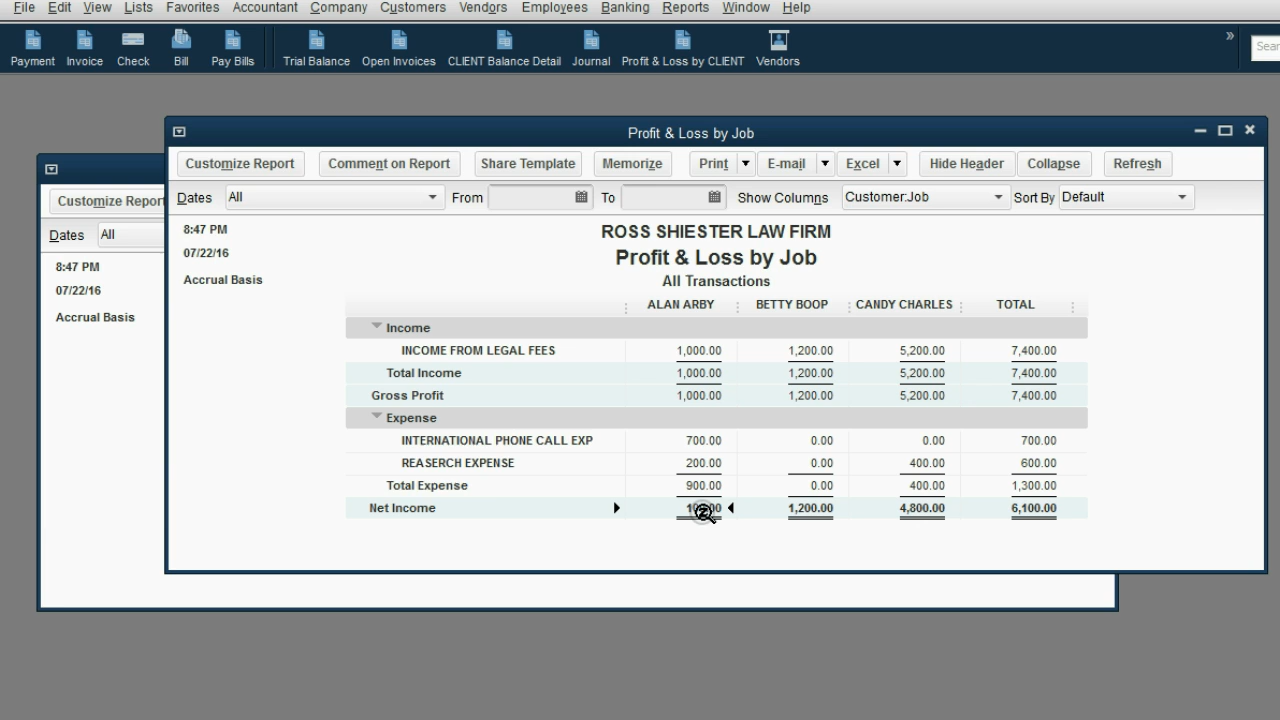 File Edit View Lists Favorites Accountant Company Customers Vendors Employees Banking Reports Window Help
Payment Invoice Check Bill Pay Bills Trial Balance Open Invoices CLIENT Balance Detail Journal Profit & Loss by CLIENT Vendors
»
Profit & Loss by Job
Customize Report Comment on Report Share Template Memorize Print E-mail Excel Hide Header Collapse Refresh
Dates All From To Show Columns Customer:Job Sort By Default
8:47 PM
07/22/16
Accrual Basis
ROSS SHIESTER LAW FIRM
Profit & Loss by Job
All Transactions
ALAN ARBY BETTY BOOP CANDY CHARLES TOTAL
Income
INCOME FROM LEGAL FEES 1,000.00 1,200.00 5,200.00 7,400.00
Total Income 1,000.00 1,200.00 5,200.00 7,400.00
Gross Profit 1,000.00 1,200.00 5,200.00 7,400.00
Expense
INTERNATIONAL PHONE CALL EXP 700.00 0.00 0.00 700.00
REASERCH EXPENSE 200.00 0.00 400.00 600.00
Total Expense 900.00 0.00 400.00 1,300.00
Net Income 1,200.00 4,800.00 6,100.00
Customize Report
Dates All
8:47 PM
07/22/16
Accrual Basis